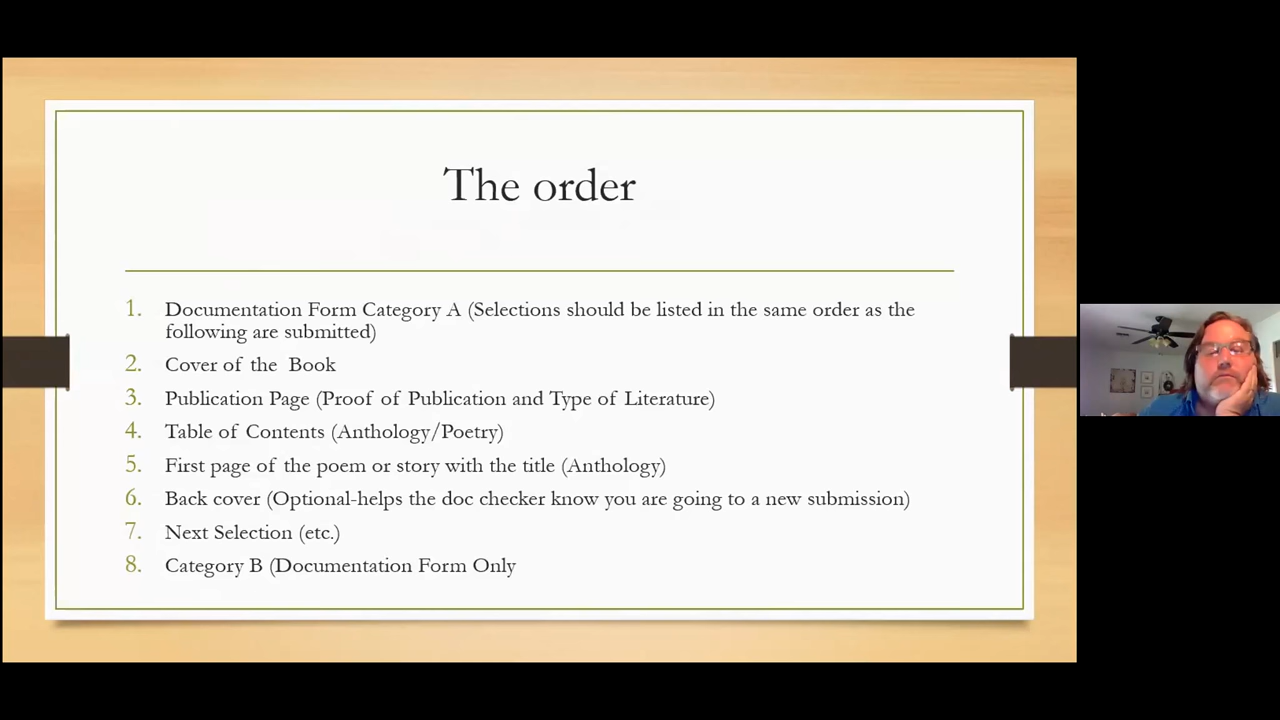 The order
1. Documentation Form Category A (Selections should be listed in the same order as the
following are submitted)
2. Cover of the Book
3. Publication Page (Proof of Publication and Type of Literature)
4. Table of Contents (Anthology/Poetry)
5. First page of the poem or story with the title (Anthology)
6. Back cover (Optional-helps the doc checker know you are going to a new submission)
7. Next Selection (etc.)
8. Category B (Documentation Form Only